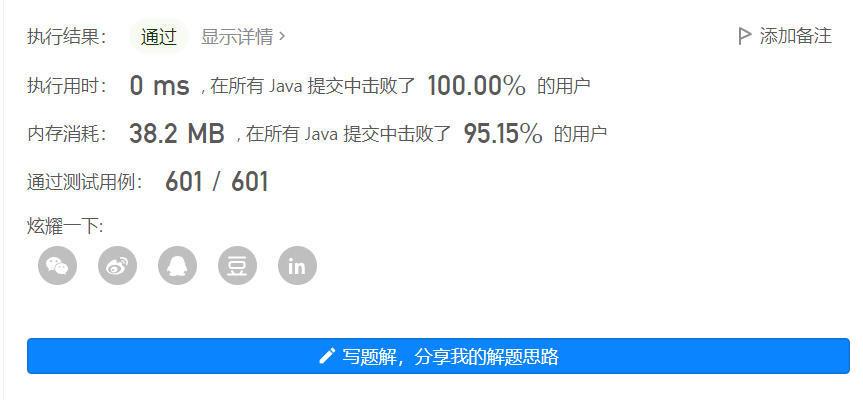 执行结果： 通过 显示详情 > 添加备注
执行用时： 0 ms , 在所有 Java 提交中击败了 100.00% 的用户
内存消耗： 38.2 MB , 在所有 Java 提交中击败了 95.15% 的用户
通过测试用例： 601 / 601
炫耀一下:
豆 in
写题解，分享我的解题思路